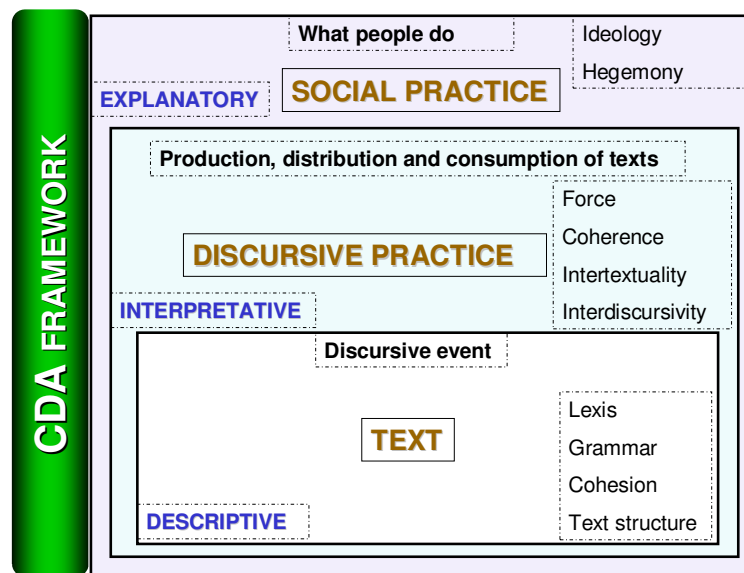 CDA FRAMEWORK
What people do
Ideology
Hegemony
EXPLANATORY
SOCIAL PRACTICE
Production, distribution and consumption of texts
Force
Coherence
Intertextuality
Interdiscursivity
DISCURSIVE PRACTICE
INTERPRETATIVE
Discursive event
TEXT
Lexis
Grammar
Cohesion
Text structure
DESCRIPTIVE